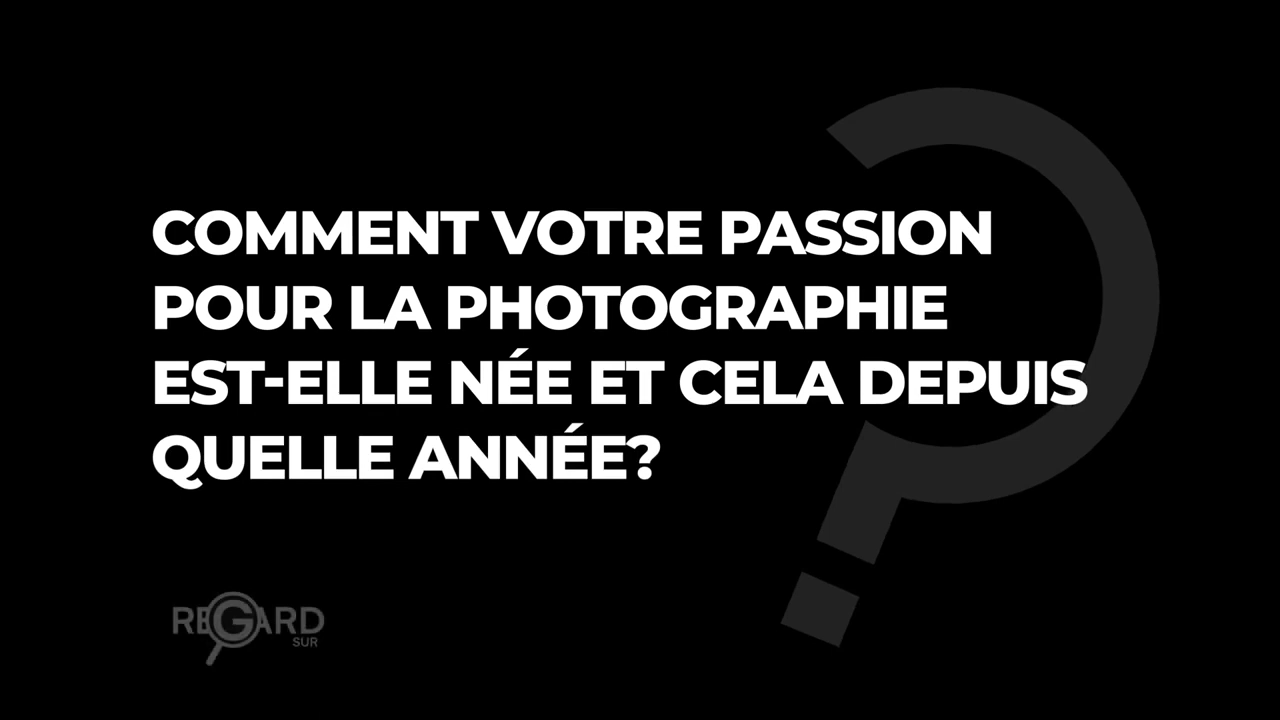 COMMENT VOTRE PASSION
POUR LA PHOTOGRAPHIE
EST-ELLE NÉE ET CELA DEPUIS
QUELLE ANNÉE?
REGARD
SUR